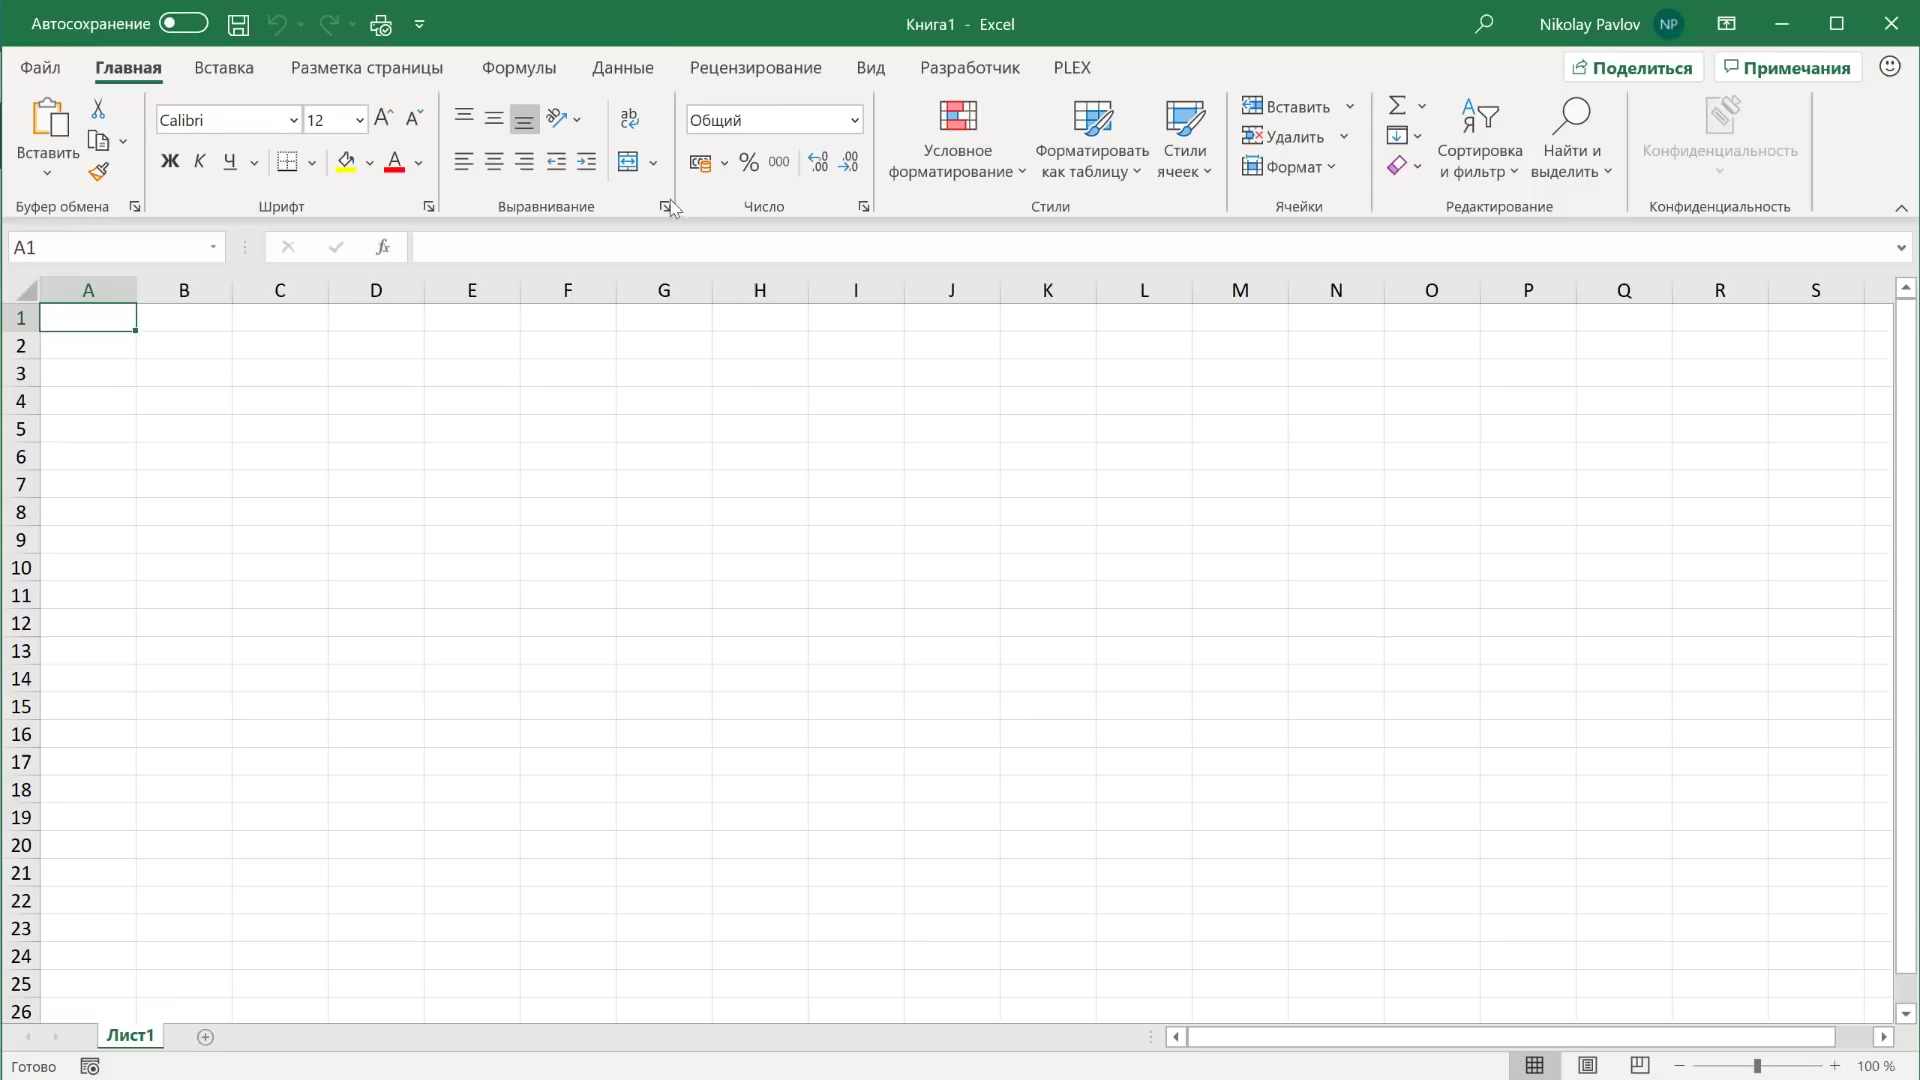 Автосохранение
Книга1 - Excel
Nikolay Pavlov NP
Файл Главная Вставка Разметка страницы Формулы Данные Рецензирование Вид Разработчик PLEX Поделиться Примечания
Вставить
Calibri 12
Ж К Ч
Общий
% 000
Условное форматирование
Форматировать как таблицу
Стили ячеек
Вставить
Удалить
Формат
Сортировка и фильтр
Найти и выделить
Конфиденциальность
Буфер обмена Шрифт Выравнивание Число Стили Ячейки Редактирование Конфиденциальность
A1 fx
A B C D E F G H I J K L M N O P Q R S
1
2
3
4
5
6
7
8
9
10
11
12
13
14
15
16
17
18
19
20
21
22
23
24
25
26
Лист1
Готово
100 %